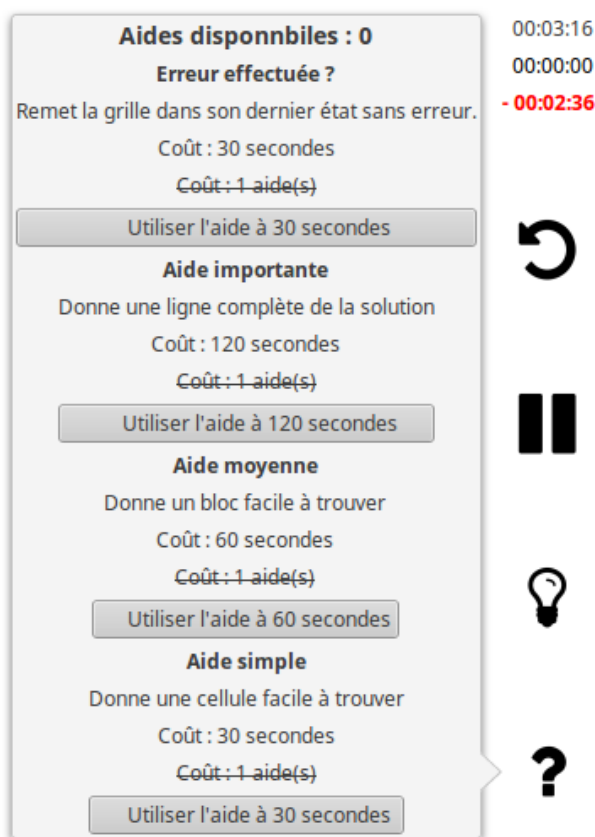 Aides disponnbiles : 0
Erreur effectuée ?
Remet la grille dans son dernier état sans erreur.
Coût : 30 secondes
Coût : 1 aide(s)
Utiliser l'aide à 30 secondes
Aide importante
Donne une ligne complète de la solution
Coût : 120 secondes
Coût : 1 aide(s)
Utiliser l'aide à 120 secondes
Aide moyenne
Donne un bloc facile à trouver
Coût : 60 secondes
Coût : 1 aide(s)
Utiliser l'aide à 60 secondes
Aide simple
Donne une cellule facile à trouver
Coût : 30 secondes
Coût : 1 aide(s)
Utiliser l'aide à 30 secondes
00:03:16
00:00:00
- 00:02:36
?